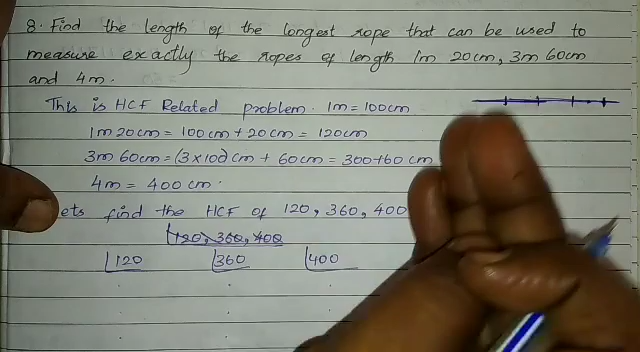 8. Find the length of the longest rope that can be used to
measure exactly the ropes of length 1m 20cm, 3m 60cm
and 4m.
This is HCF Related problem. 1m = 100cm
1m 20cm = 100cm + 20cm = 120cm
3m 60cm = (3x100)cm + 60cm = 300+60 cm
4m = 400 cm.
ets find the HCF of 120, 360, 400
120, 360, 400
120 360 400